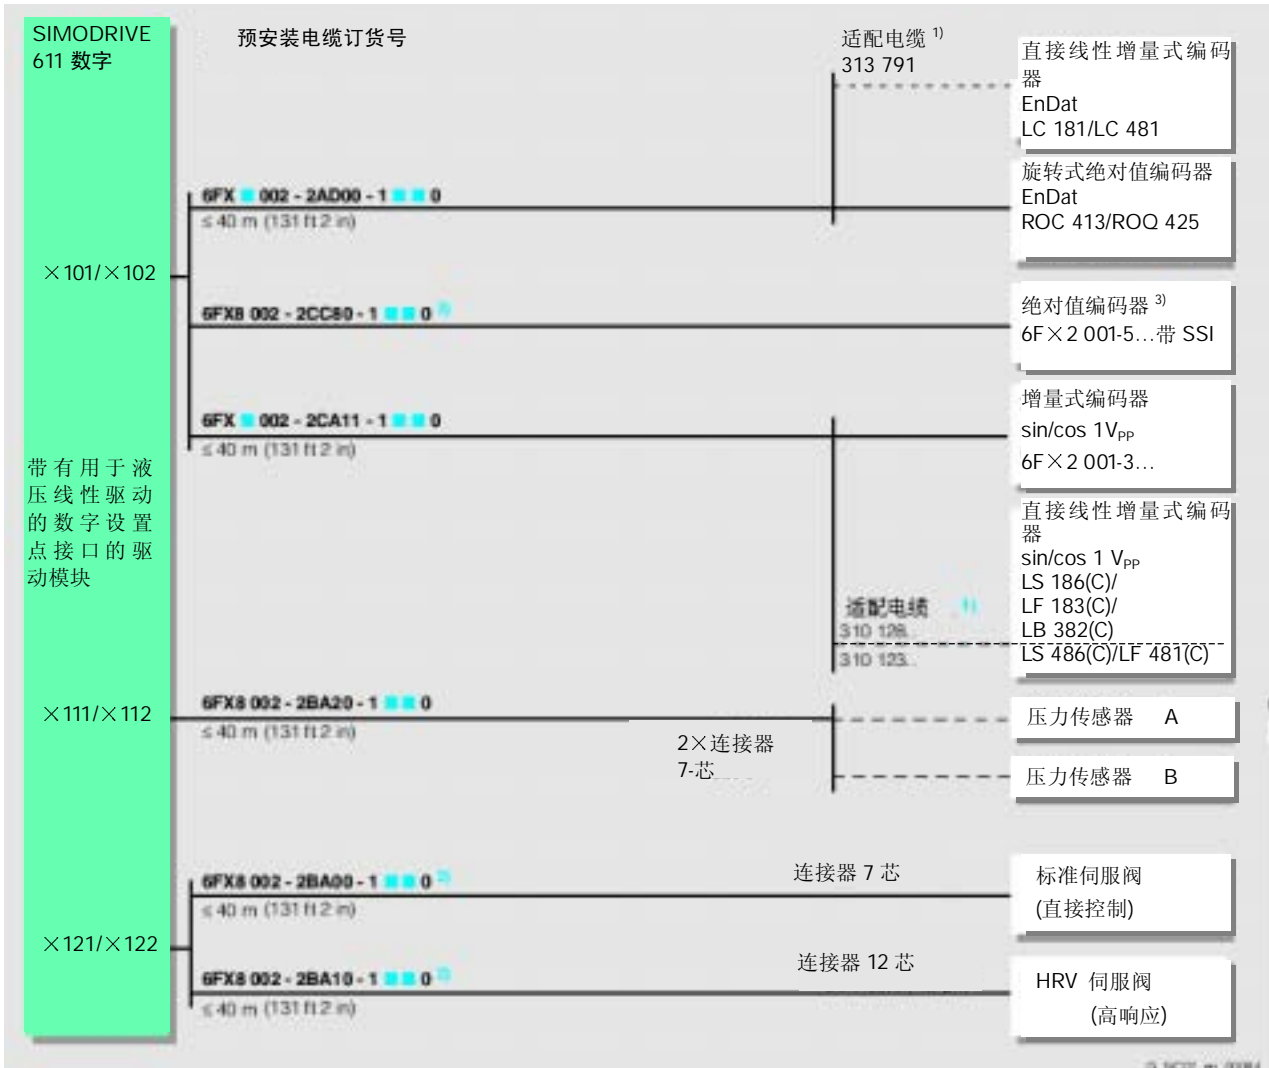 SIMODRIVE
611 数字
预安装电缆订货号
适配电缆 1)
313 791
直接线性增量式编码
器
EnDat
LC 181/LC 481
旋转式绝对值编码器
EnDat
ROC 413/ROQ 425
6FX ■ 002 - 2AD00 - 1 ■ ■ 0
≤ 40 m (131 ft 2 in)
×101/×102
6FX8 002 - 2CC80 - 1 ■ ■ 0
绝对值编码器 3)
6F×2 001-5…带 SSI
6FX ■ 002 - 2CA11 - 1 ■ ■ 0
≤ 40 m (131 ft 2 in)
增量式编码器
sin/cos 1VPP
6F×2 001-3…
带有用于液
压线性驱动
的数字设置
点接口的驱
动模块
直接线性增量式编码
器
sin/cos 1 VPP
LS 186(C)/
LF 183(C)/
LB 382(C)
LS 486(C)/LF 481(C)
适配电缆 1)
310 128..
310 123..
×111/×112
6FX8 002 - 2BA20 - 1 ■ ■ 0
≤ 40 m (131 ft 2 in)
2×连接器
7-芯
压力传感器 A
压力传感器 B
6FX8 002 - 2BA00 - 1 ■ ■ 0
≤ 40 m (131 ft 2 in)
连接器 7 芯
标准伺服阀
(直接控制)
×121/×122
6FX8 002 - 2BA10 - 1 ■ ■ 0
≤ 40 m (131 ft 2 in)
连接器 12 芯
HRV 伺服阀
(高响应)